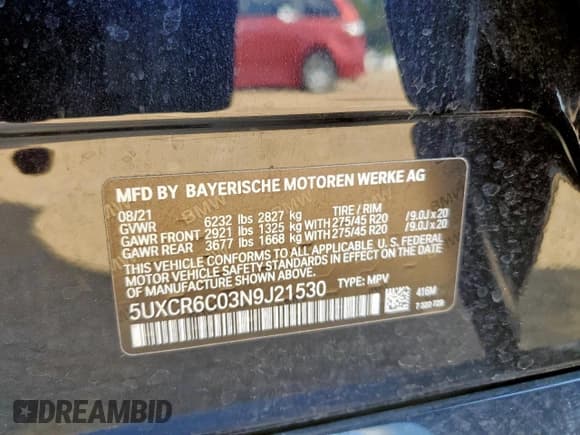 MFD BY BAYERISCHE MOTOREN WERKE AG
08/21
GVWR 6232 lbs 2827 kg TIRE / RIM
GAWR FRONT 2921 lbs 1325 kg WITH 275/45 R20 /9.0J x 20
GAWR REAR 3677 lbs 1668 kg WITH 275/45 R20 /9.0J x 20
THIS VEHICLE CONFORMS TO ALL APPLICABLE U. S. FEDERAL
MOTOR VEHICLE SAFETY STANDARDS IN EFFECT ON THE DATE
OF MANUFACTURE SHOWN ABOVE.
5UXCR6C03N9J21530 TYPE: MPV
416M
DREAMBID